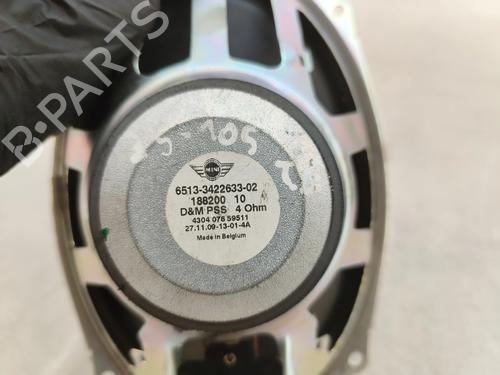 B-PARTS
MINI
6513-3422633-02
188200 10
D&M PSS 4 Ohm
4304 078 59511
27.11.09-13-01-4A
Made in Belgium